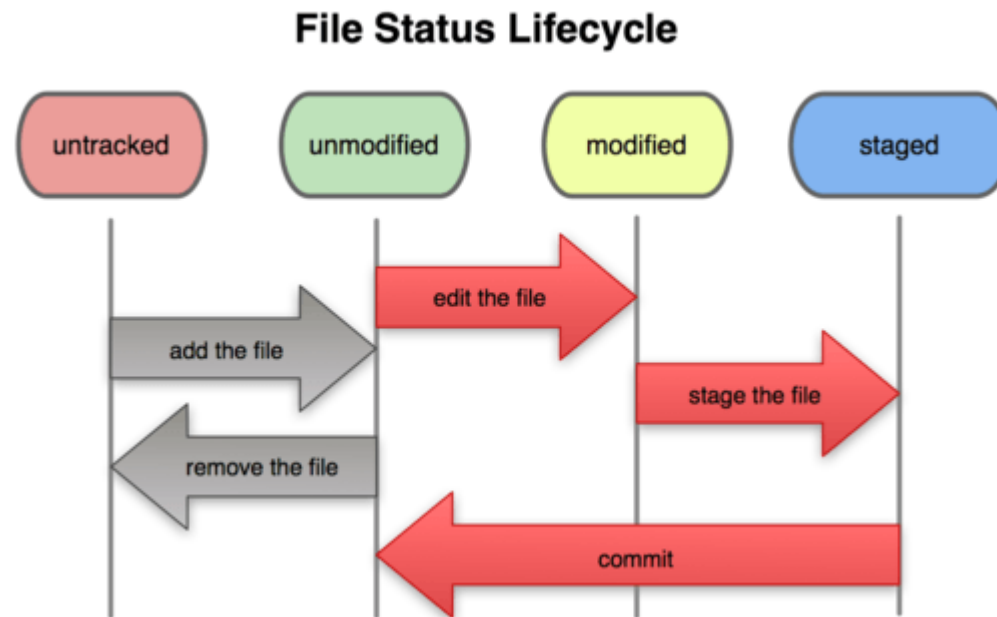 File Status Lifecycle
untracked
unmodified
modified
staged
edit the file
add the file
stage the file
remove the file
commit